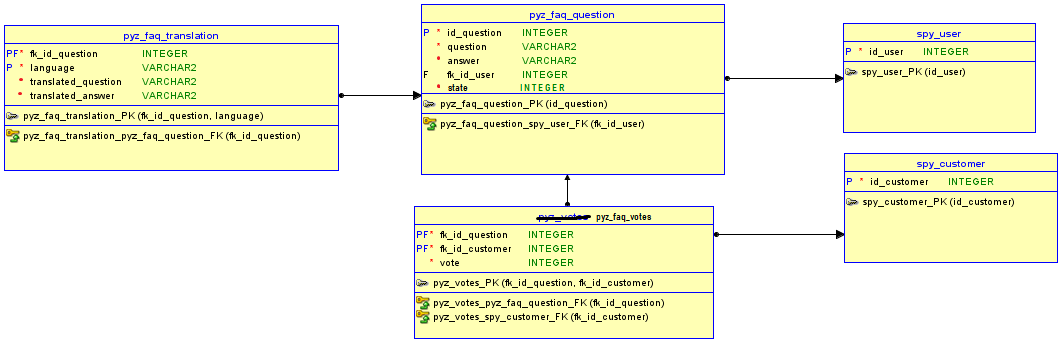 pyz_faq_translation
PF* fk_id_question INTEGER
P * language VARCHAR2
* translated_question VARCHAR2
* translated_answer VARCHAR2
pyz_faq_translation_PK (fk_id_question, language)
pyz_faq_translation_pyz_faq_question_FK (fk_id_question)
pyz_faq_question
P * id_question INTEGER
* question VARCHAR2
* answer VARCHAR2
F fk_id_user INTEGER
* state INTEGER
pyz_faq_question_PK (id_question)
pyz_faq_question_spy_user_FK (fk_id_user)
spy_user
P * id_user INTEGER
spy_user_PK (id_user)
spy_customer
P * id_customer INTEGER
spy_customer_PK (id_customer)
pyz_votes pyz_faq_votes
PF* fk_id_question INTEGER
PF* fk_id_customer INTEGER
* vote INTEGER
pyz_votes_PK (fk_id_question, fk_id_customer)
pyz_votes_pyz_faq_question_FK (fk_id_question)
pyz_votes_spy_customer_FK (fk_id_customer)